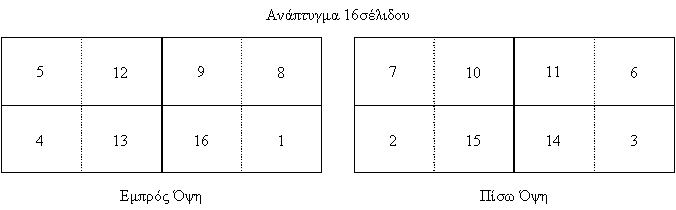 Ανάπτυγμα 16σέλιδου
5 12 9 8 7 10 11 6
4 13 16 1 2 15 14 3
Εμπρός Όψη Πίσω Όψη